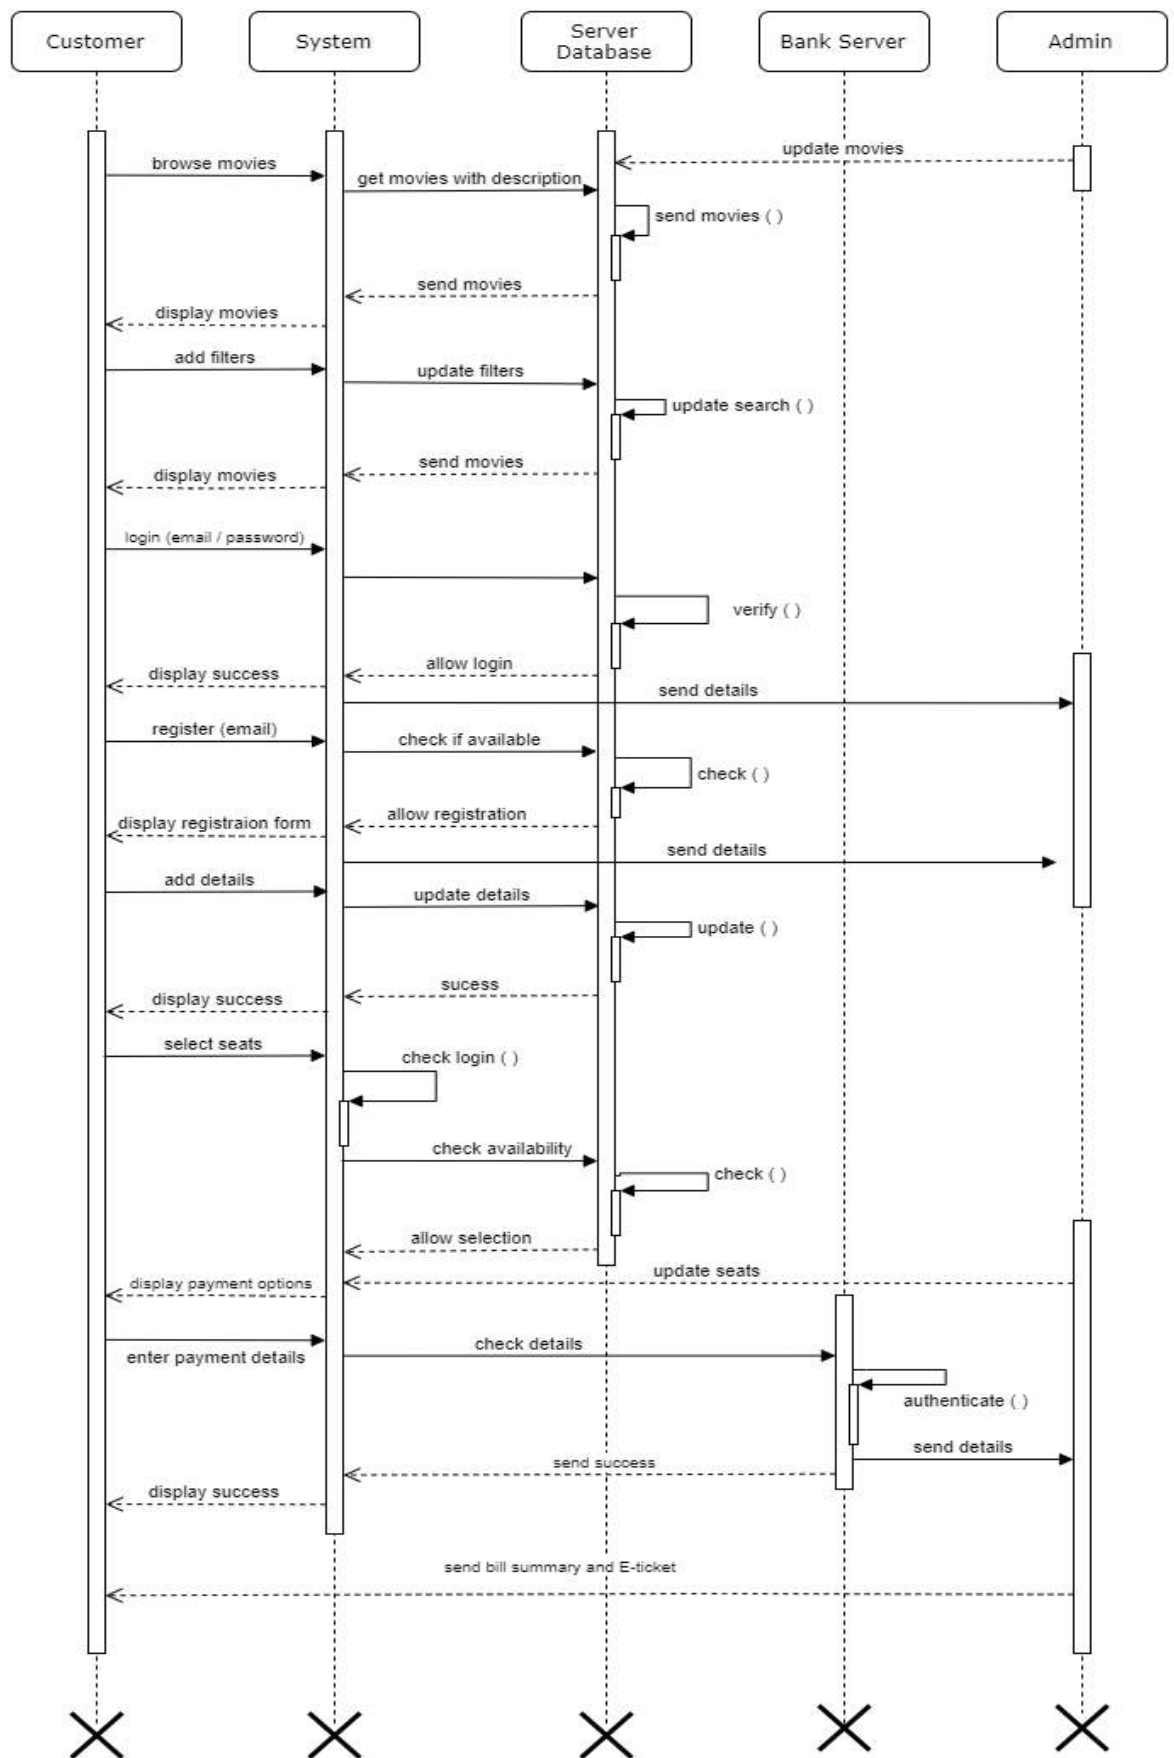 Customer
System
Server
Database
Bank Server
Admin
update movies
browse movies
get movies with description
send movies ( )
send movies
display movies
add filters
update filters
update search ( )
send movies
display movies
login (email / password)
verify ( )
allow login
display success
send details
register (email)
check if available
check ( )
allow registration
display registraion form
send details
add details
update details
update ( )
sucess
display success
select seats
check login ( )
check availability
check ( )
allow selection
update seats
display payment options
check details
enter payment details
authenticate ( )
send details
send success
display success
send bill summary and E-ticket